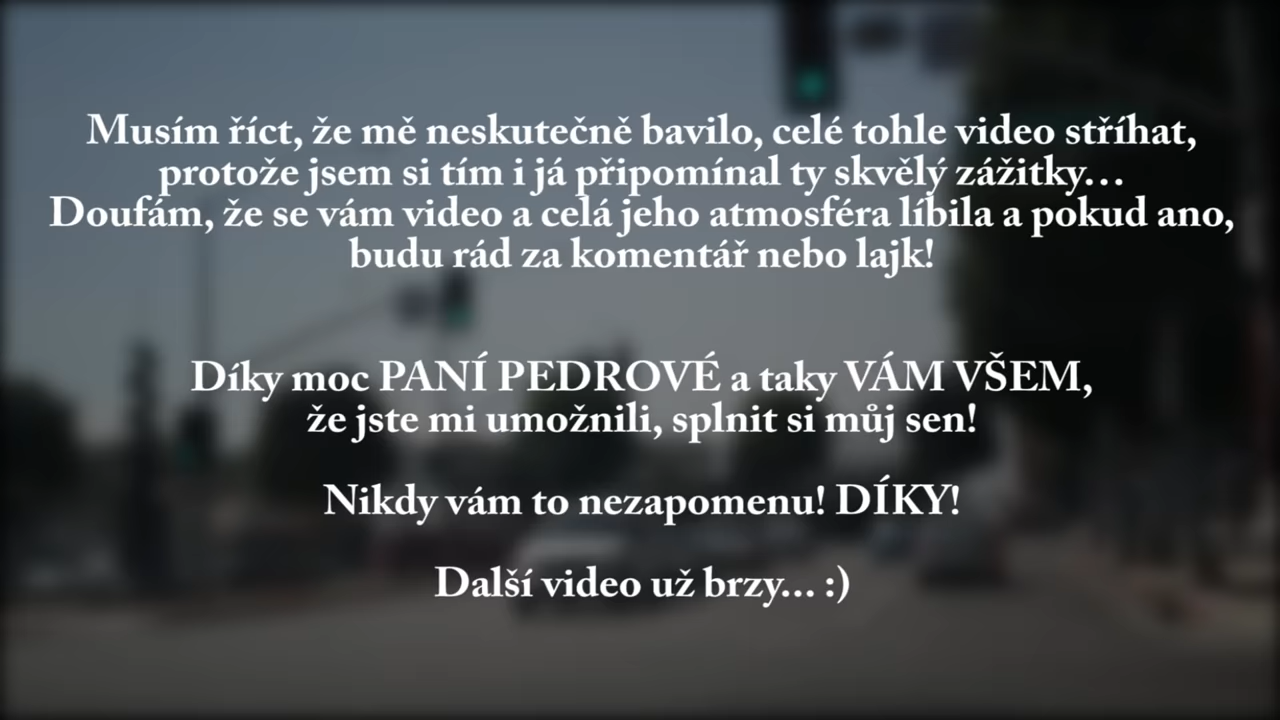 Musím říct, že mě neskutečně bavilo, celé tohle video stříhat,
protože jsem si tím i já připomínal ty skvělý zážitky...
Doufám, že se vám video a celá jeho atmosféra líbila a pokud ano,
budu rád za komentář nebo lajk!
Díky moc PANÍ PEDROVÉ a taky VÁM VŠEM,
že jste mi umožnili, splnit si můj sen!
Nikdy vám to nezapomenu! DÍKY!
Další video už brzy... :)